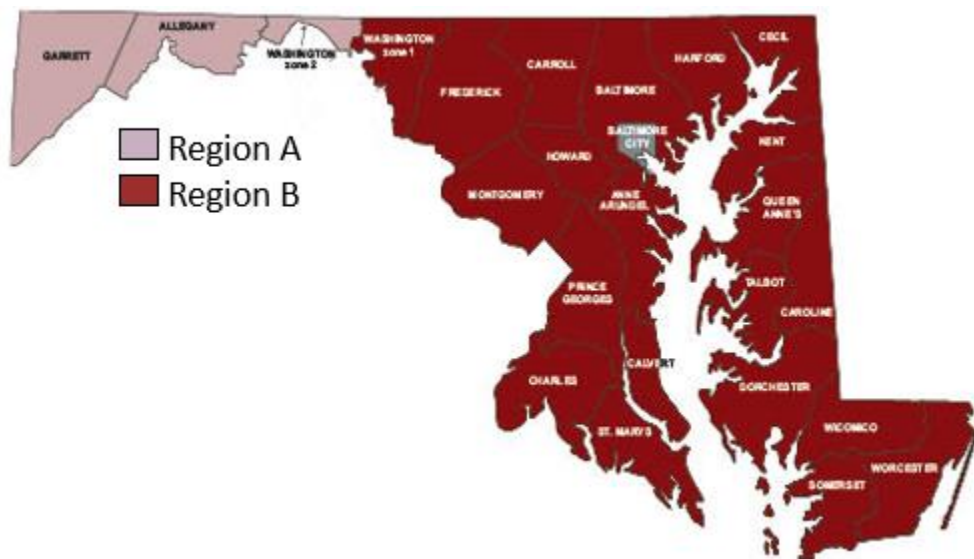 GARRETT
ALLEGANY
WASHINGTON
zone 2
WASHINGTON
zone 1
FREDERICK
CARROLL
BALTIMORE
HARFORD
CECIL
BALTIMORE
CITY
KENT
HOWARD
MONTGOMERY
ANNE
ARUNDEL
QUEEN
ANNE'S
Region A
Region B
TALBOT
PRINCE
GEORGES
CAROLINE
CALVERT
CHARLES
DORCHESTER
ST. MARYS
WICOMICO
WORCESTER
SOMERSET